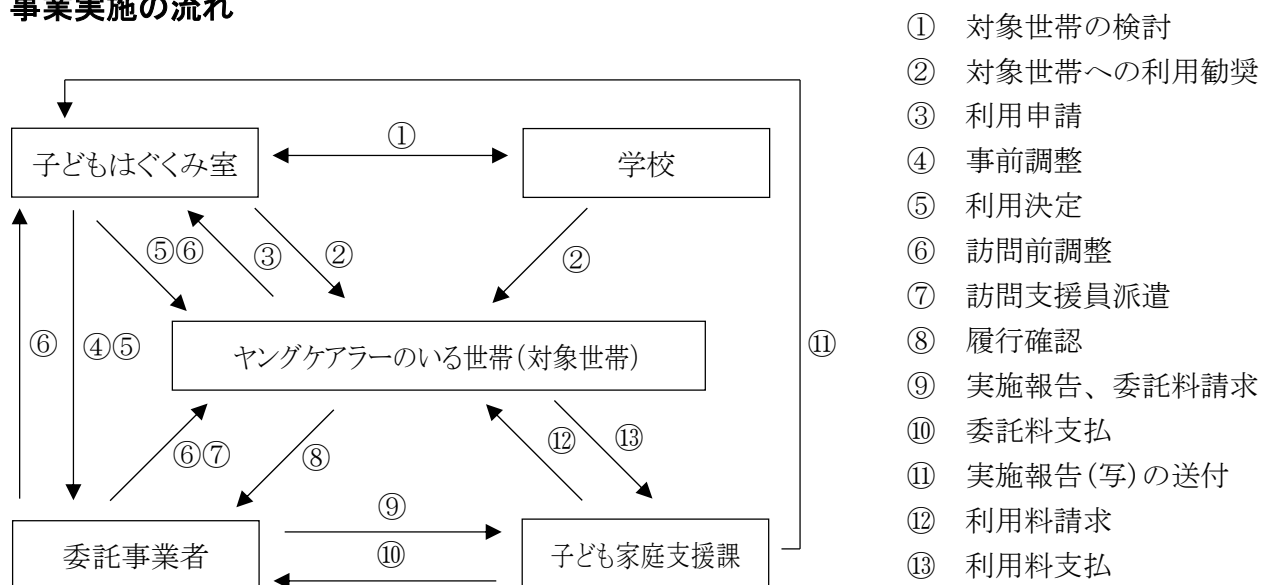 事業実施の流れ
子どもはぐくみ室
①
学校
⑤⑥
③
②
②
⑥
④⑤
ヤングケアラーのいる世帯(対象世帯)
⑪
⑥⑦
⑧
⑫
⑬
⑨
委託事業者
⑩
子ども家庭支援課
① 対象世帯の検討
② 対象世帯への利用勧奨
③ 利用申請
④ 事前調整
⑤ 利用決定
⑥ 訪問前調整
⑦ 訪問支援員派遣
⑧ 履行確認
⑨ 実施報告、委託料請求
⑩ 委託料支払
⑪ 実施報告(写)の送付
⑫ 利用料請求
⑬ 利用料支払